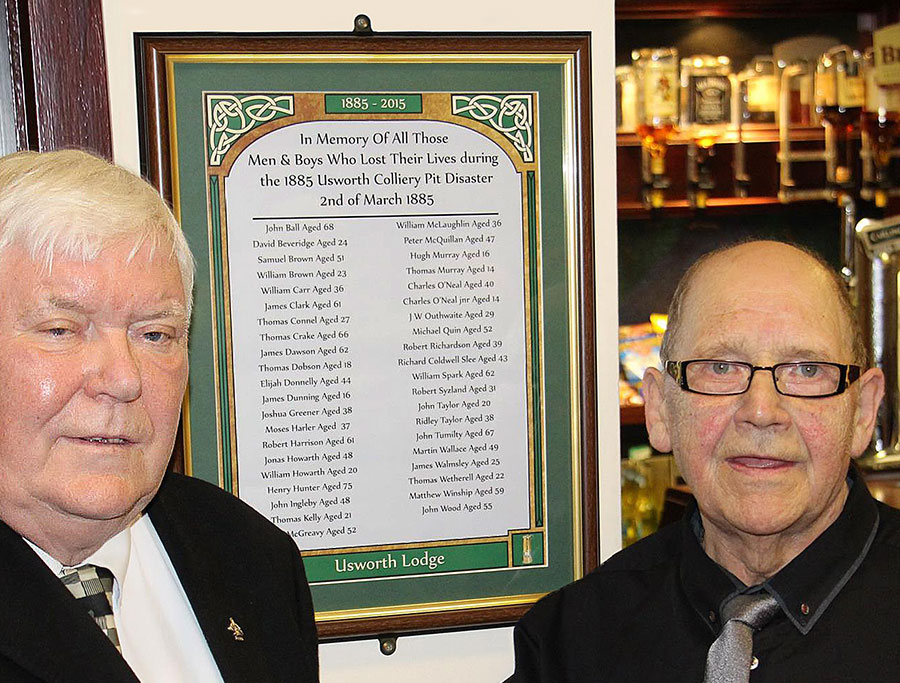 1885 - 2015
In Memory Of All Those
Men & Boys Who Lost Their Lives during
the 1885 Usworth Colliery Pit Disaster
2nd of March 1885
John Ball Aged 68
David Beveridge Aged 24
Samuel Brown Aged 51
William Brown Aged 23
William Carr Aged 36
James Clark Aged 61
Thomas Connel Aged 27
Thomas Crake Aged 66
James Dawson Aged 62
Thomas Dobson Aged 18
Elijah Donnelly Aged 44
James Dunning Aged 16
Joshua Greener Aged 38
Moses Harler Aged 37
Robert Harrison Aged 61
Jonas Howarth Aged 48
William Howarth Aged 20
Henry Hunter Aged 75
John Ingleby Aged 48
Thomas Kelly Aged 21
McGreavy Aged 52
William McLaughlin Aged 36
Peter McQuillan Aged 47
Hugh Murray Aged 16
Thomas Murray Aged 14
Charles O'Neal Aged 40
Charles O'Neal jnr Aged 14
J W Outhwaite Aged 29
Michael Quin Aged 52
Robert Richardson Aged 39
Richard Coldwell Slee Aged 43
William Spark Aged 62
Robert Syzland Aged 31
John Taylor Aged 20
Ridley Taylor Aged 38
John Tumilty Aged 67
Martin Wallace Aged 49
James Walmsley Aged 25
Thomas Wetherell Aged 22
Matthew Winship Aged 59
John Wood Aged 55
Usworth Lodge